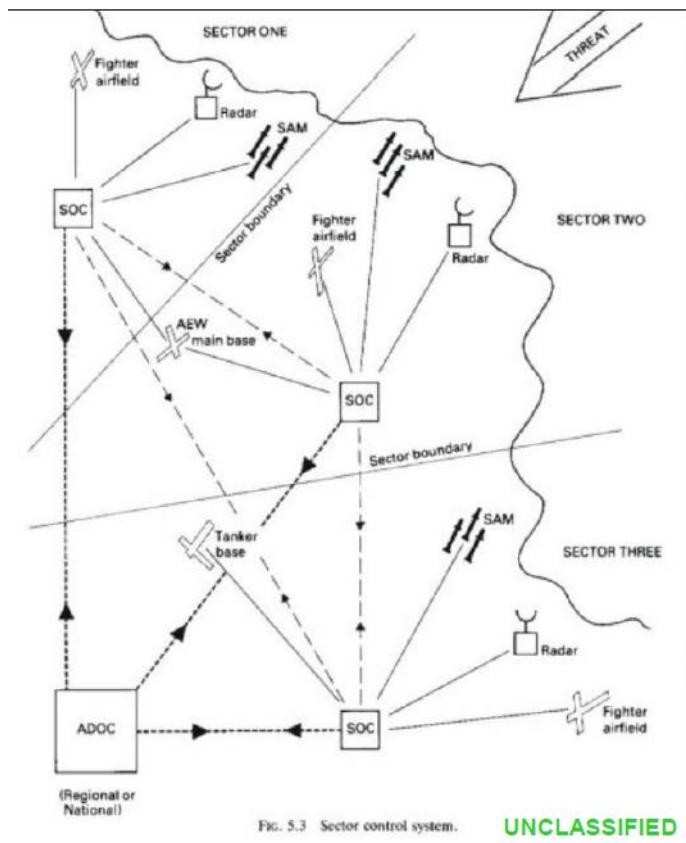 SECTOR ONE
THREAT
Fighter
airfield
Radar
SAM
SAM
SOC
Sector boundary
Fighter
airfield
SECTOR TWO
Radar
AEW
main base
SOC
Sector boundary
SAM
Tanker
base
SECTOR THREE
Radar
ADOC
SOC
Fighter
airfield
(Regional or
National)
FIG. 5.3 Sector control system.
UNCLASSIFIED